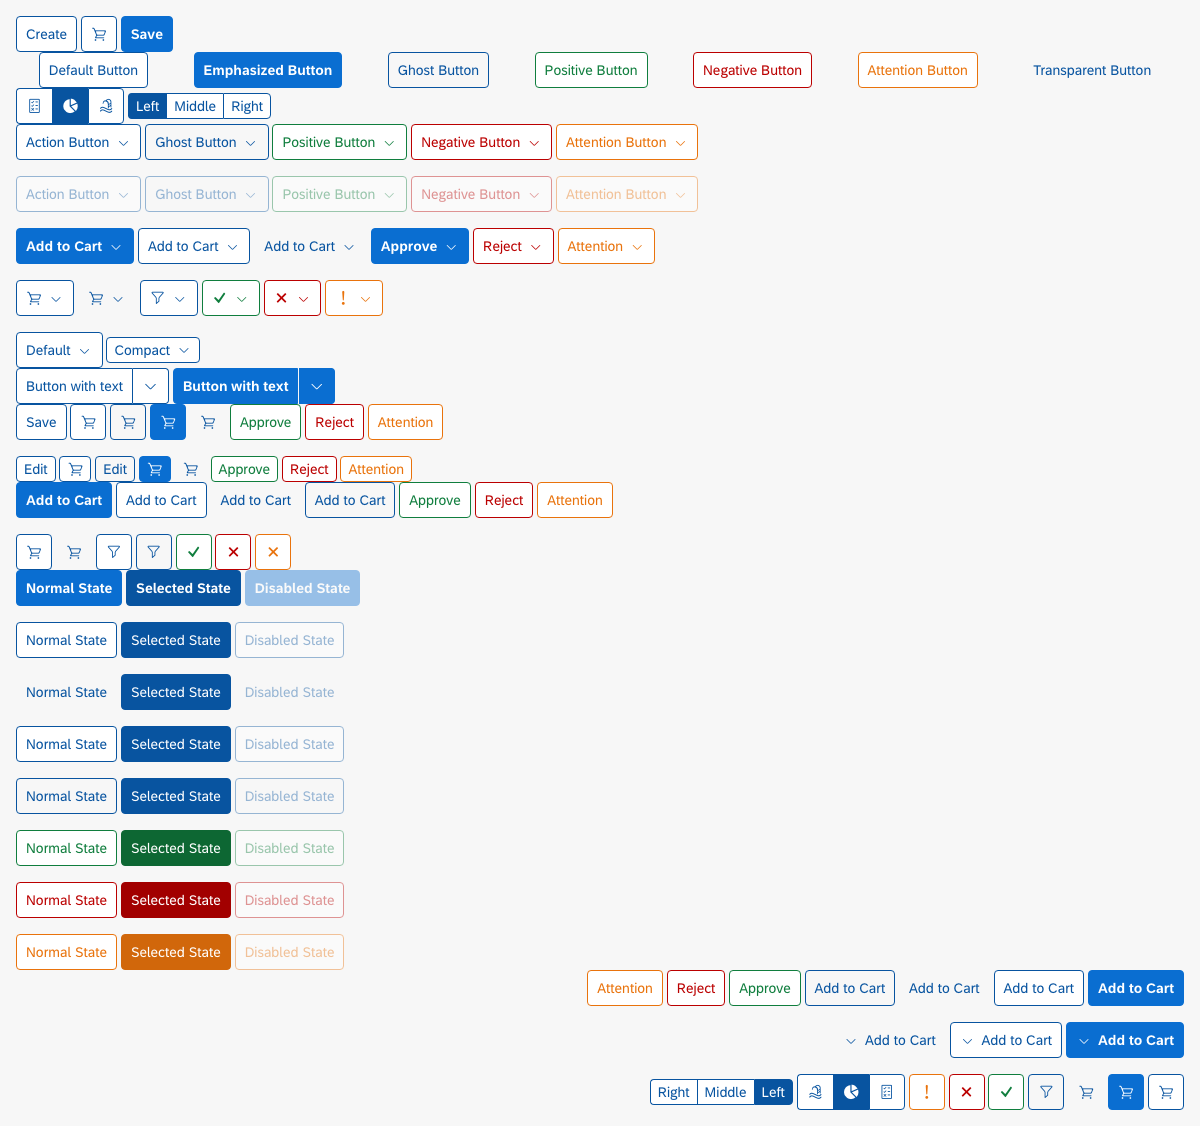 Create Save
Default Button Emphasized Button Ghost Button Positive Button Negative Button Attention Button Transparent Button
Left Middle Right
Action Button Ghost Button Positive Button Negative Button Attention Button
Action Button Ghost Button Positive Button Negative Button Attention Button
Add to Cart Add to Cart Add to Cart Approve Reject Attention
Default Compact
Button with text Button with text
Save Approve Reject Attention
Edit Edit Approve Reject Attention
Add to Cart Add to Cart Add to Cart Add to Cart Approve Reject Attention
Normal State Selected State Disabled State
Normal State Selected State Disabled State
Normal State Selected State Disabled State
Normal State Selected State Disabled State
Normal State Selected State Disabled State
Normal State Selected State Disabled State
Normal State Selected State Disabled State
Normal State Selected State Disabled State
Attention Reject Approve Add to Cart Add to Cart Add to Cart Add to Cart
Add to Cart Add to Cart Add to Cart
Right Middle Left